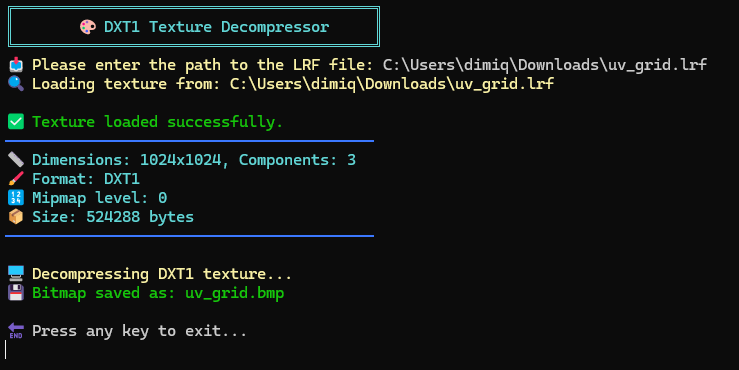 🎨 DXT1 Texture Decompressor
📩 Please enter the path to the LRF file: C:\Users\dimiq\Downloads\uv_grid.lrf
🔍 Loading texture from: C:\Users\dimiq\Downloads\uv_grid.lrf
✅ Texture loaded successfully.
📏 Dimensions: 1024x1024, Components: 3
🖌️ Format: DXT1
🔢 Mipmap level: 0
📦 Size: 524288 bytes
🖥️ Decompressing DXT1 texture...
💾 Bitmap saved as: uv_grid.bmp
🔚 Press any key to exit...